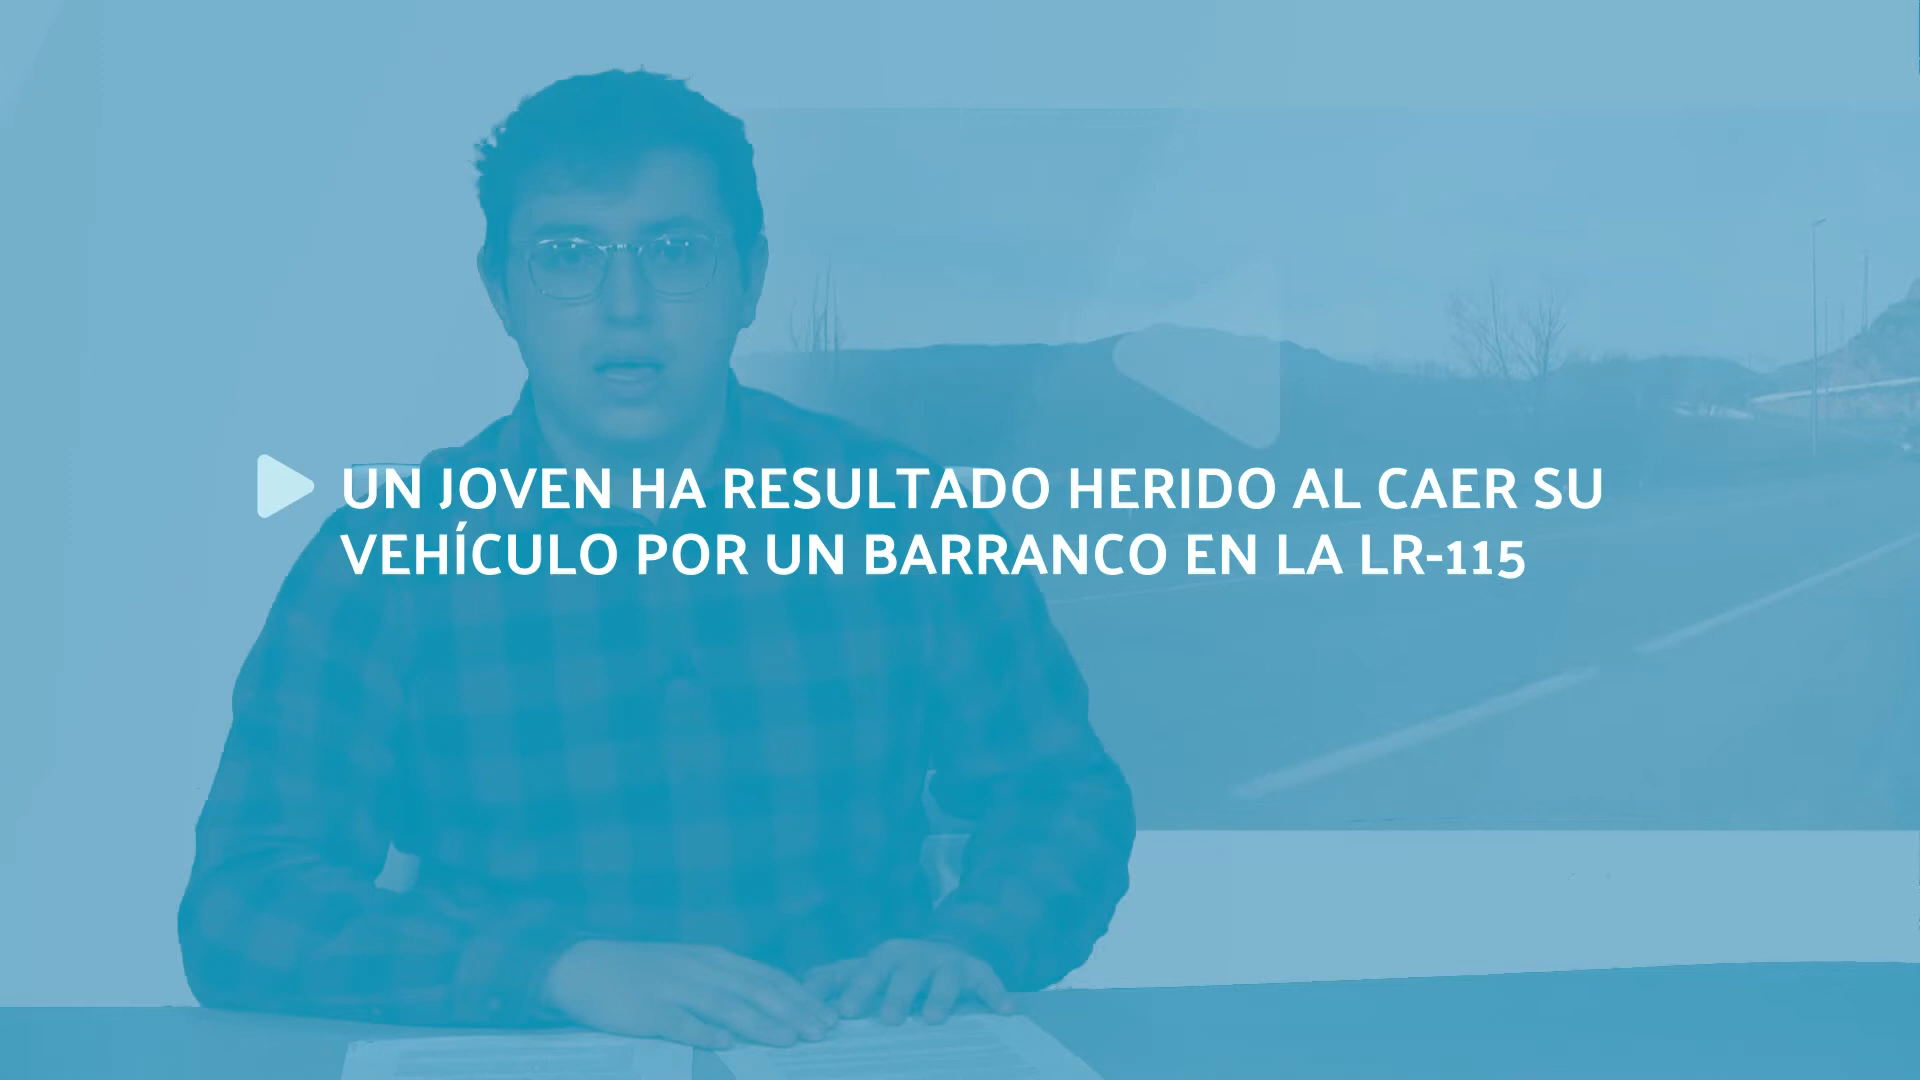 UN JOVEN HA RESULTADO HERIDO AL CAER SU
VEHÍCULO POR UN BARRANCO EN LA LR-115